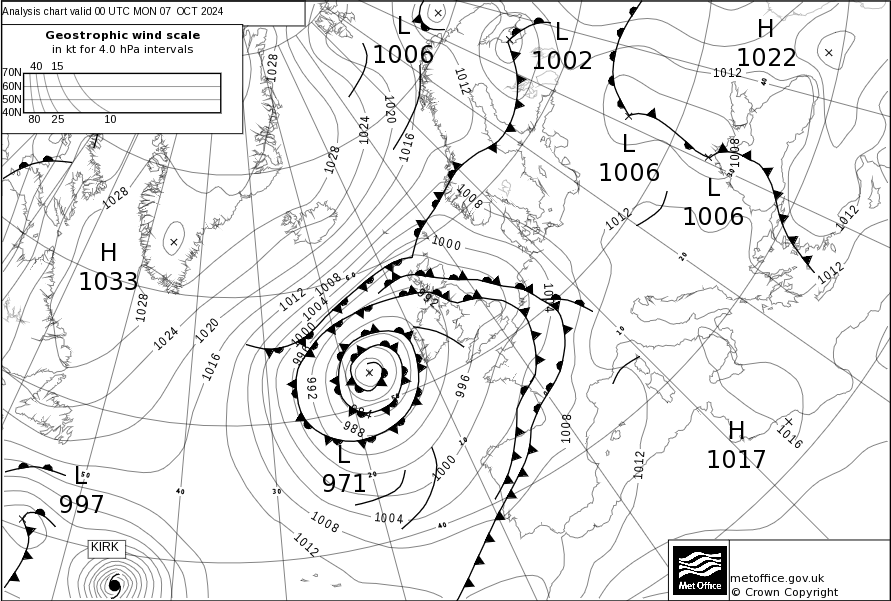 Analysis chart valid 00 UTC MON 07 OCT 2024
Geostrophic wind scale
in kt for 4.0 hPa intervals
40 15
70N
60N
50N
40N
80 25 10
L
1006
L
1002
H
1022
1012
40
1028
1012
1020
1024
1016
1028
L
1006
1008
L
1006
1028
1008
1012
1012
H
1033
1000
20
1012
1028
1012
1008
1004
1000
60
992
1024
1020
1016
10
992
996
988
1008
1012
H
1017
1016
L
971
20
10
1000
L
997
50
40
30
1008
1004
40
1012
KIRK
Met Office
metoffice.gov.uk
© Crown Copyright